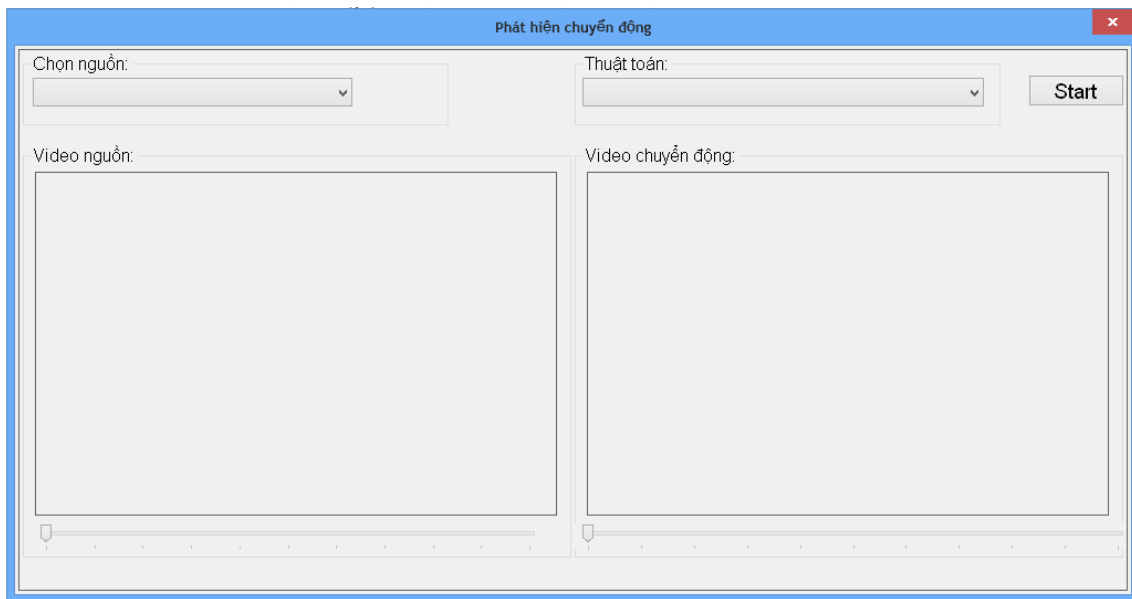 Phát hiện chuyển động
Chọn nguồn:
Thuật toán:
Start
Video nguồn:
Video chuyển động: